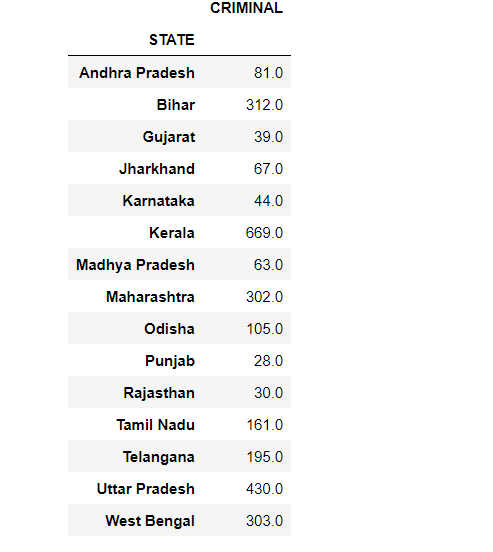 CRIMINAL
STATE
Andhra Pradesh 81.0
Bihar 312.0
Gujarat 39.0
Jharkhand 67.0
Karnataka 44.0
Kerala 669.0
Madhya Pradesh 63.0
Maharashtra 302.0
Odisha 105.0
Punjab 28.0
Rajasthan 30.0
Tamil Nadu 161.0
Telangana 195.0
Uttar Pradesh 430.0
West Bengal 303.0